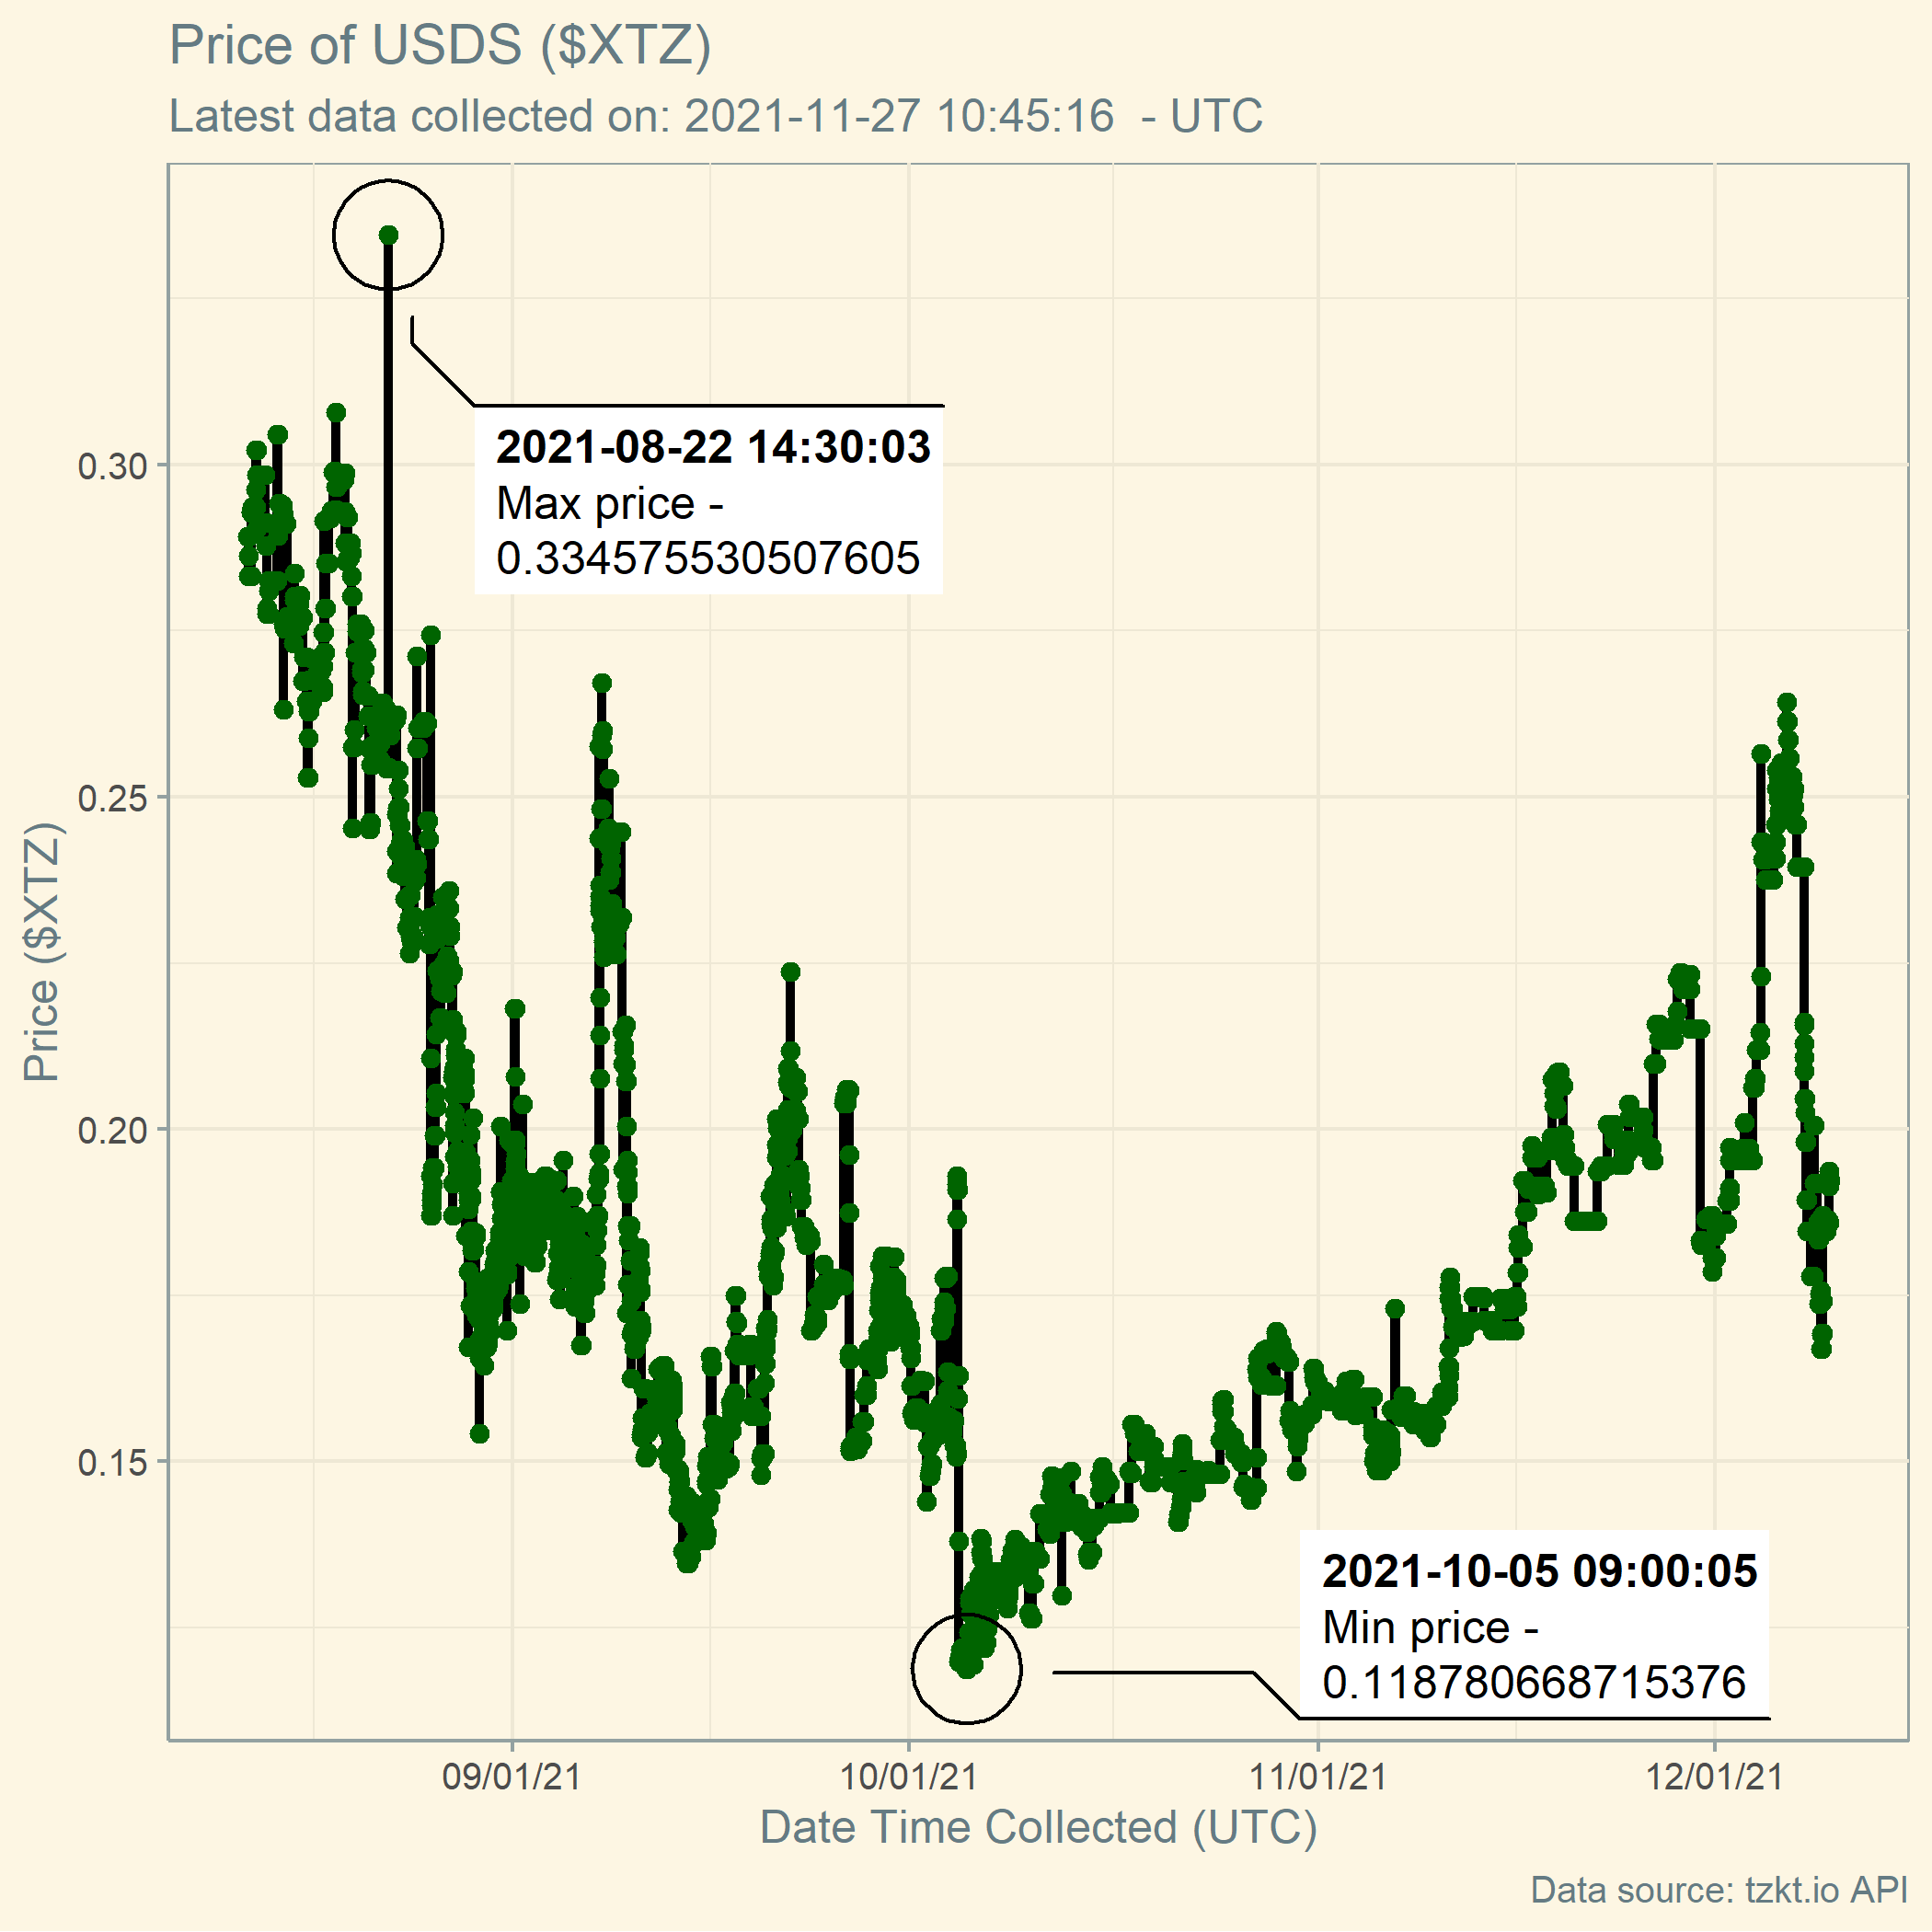 Price of USDS ($XTZ)
Latest data collected on: 2021-11-27 10:45:16  - UTC
2021-08-22 14:30:03
Max price -
0.334575530507605
0.30
0.25
0.20
0.15
Price ($XTZ)
2021-10-05 09:00:05
Min price -
0.118780668715376
09/01/21
10/01/21
11/01/21
12/01/21
Date Time Collected (UTC)
Data source: tzkt.io API